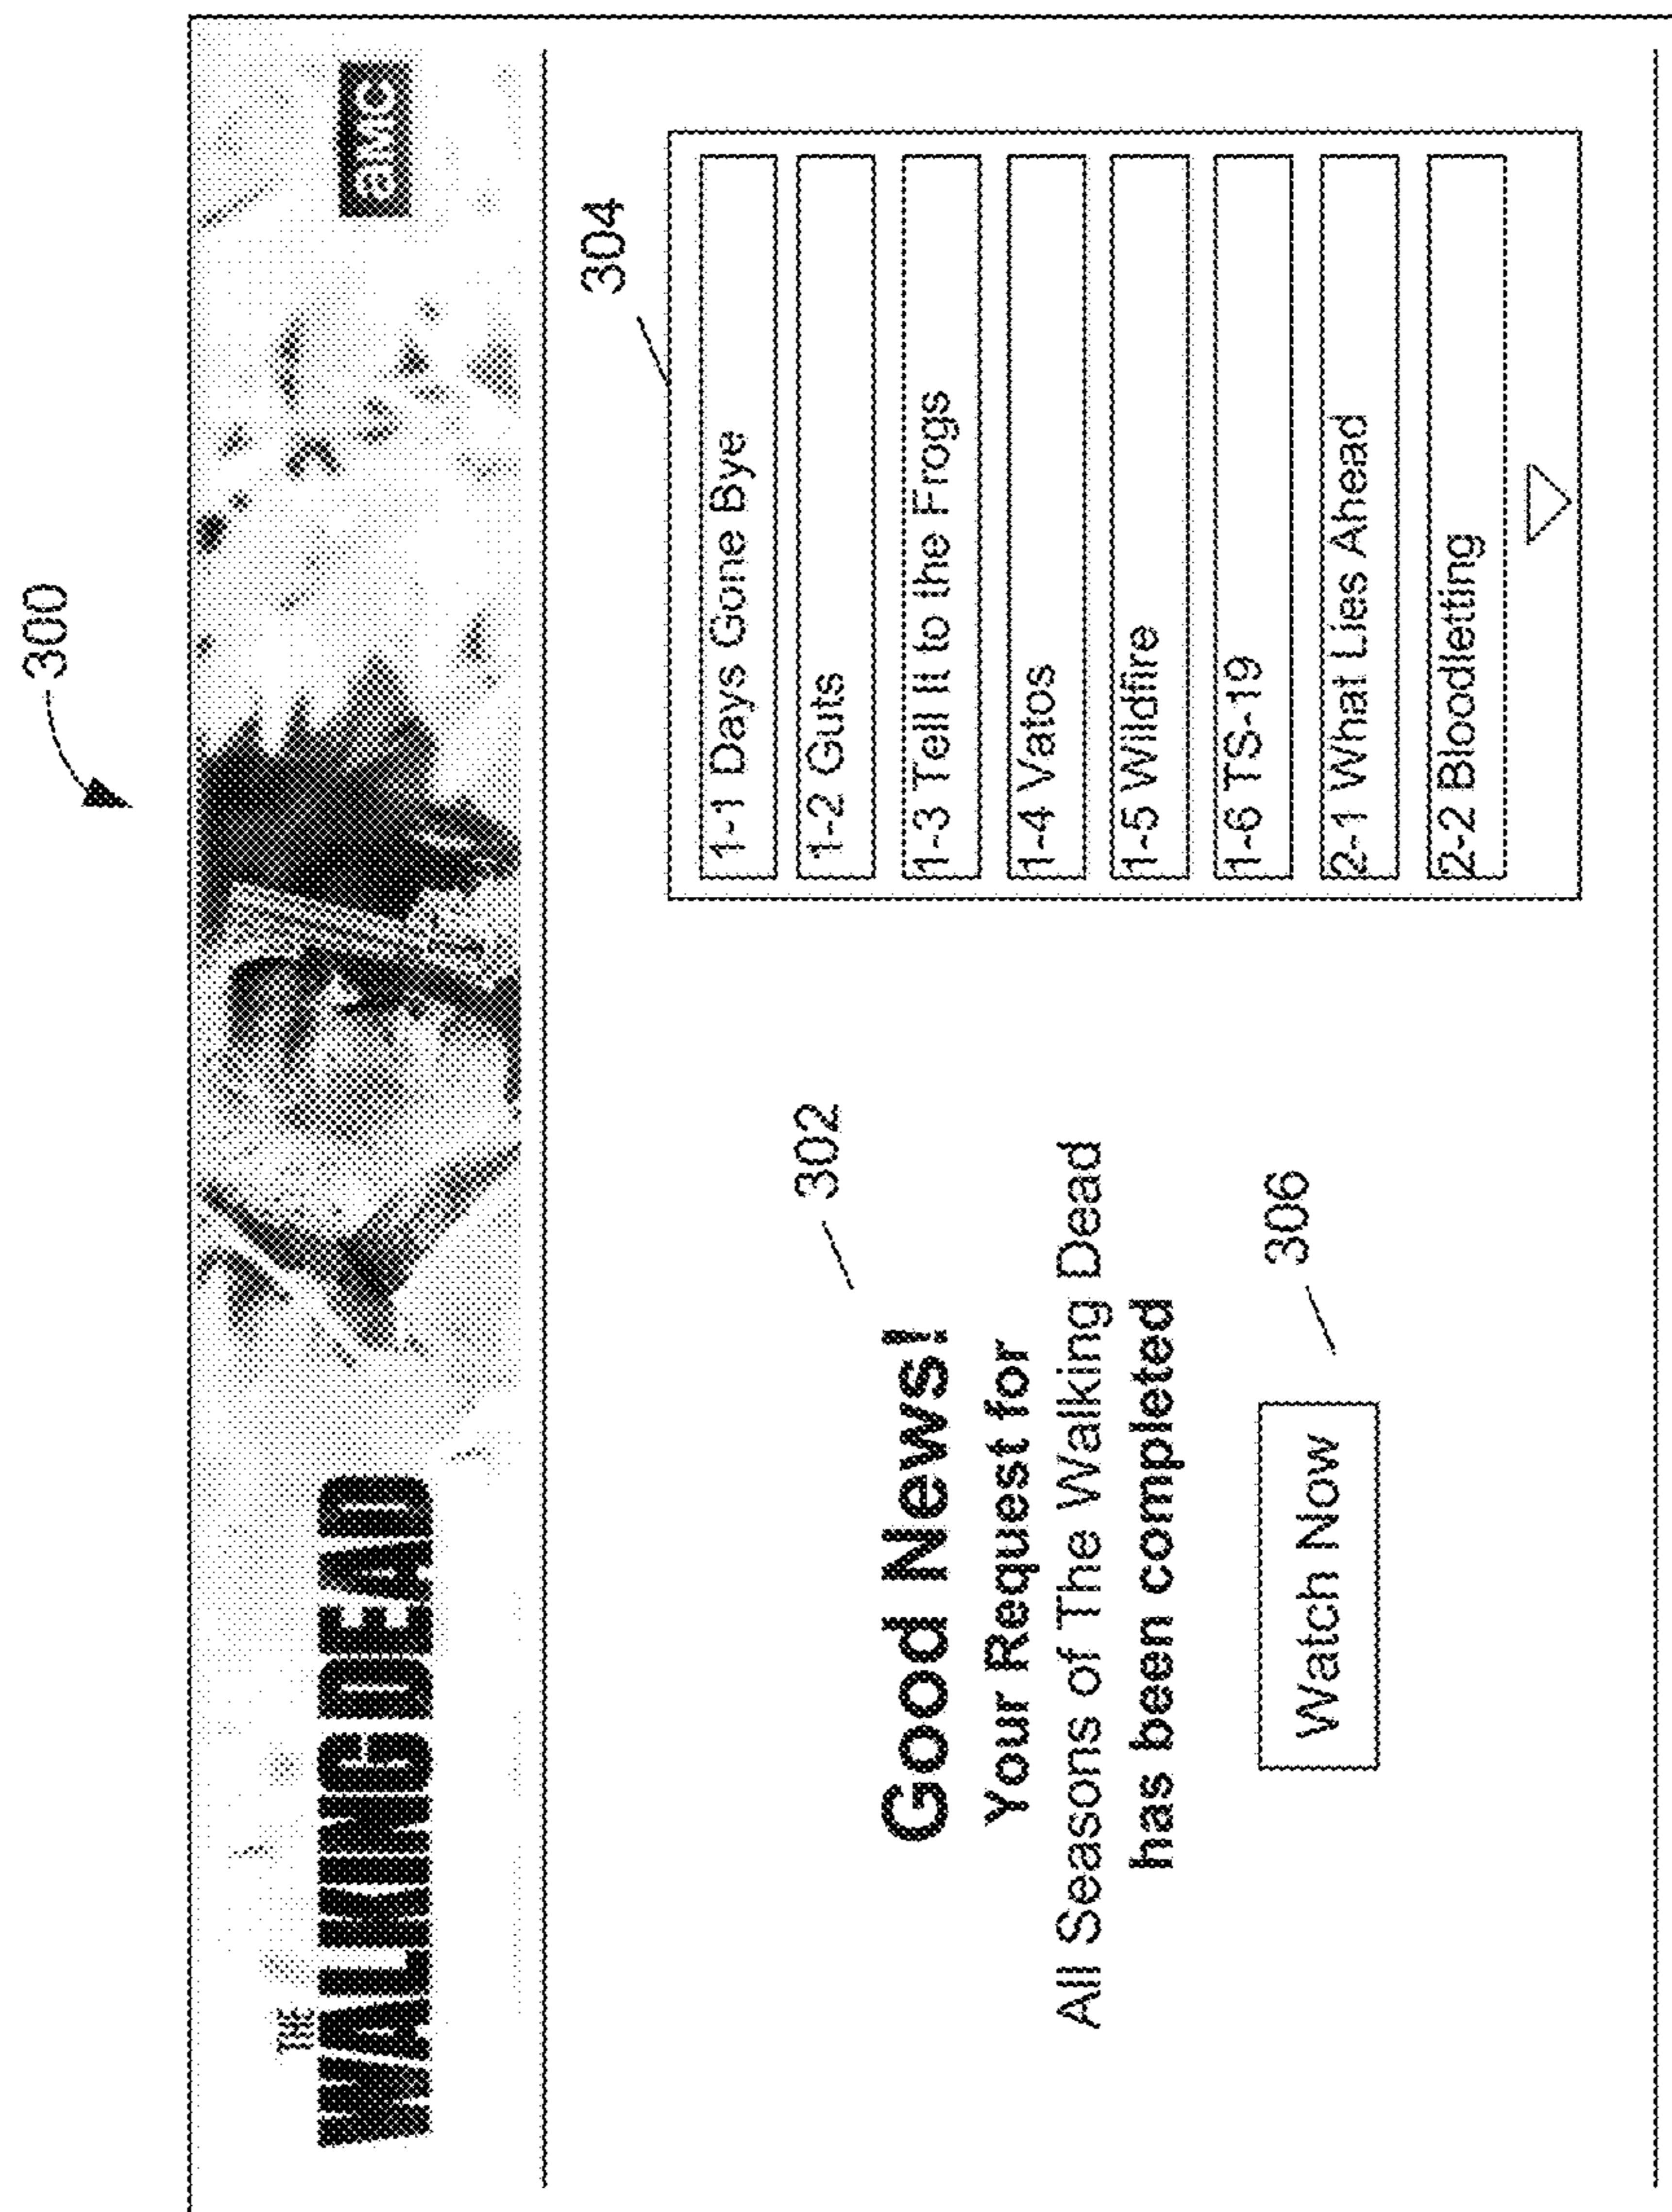 300
THE
WALKING DEAD
aMC
302
Good News!
Your Request for
All Seasons of The Walking Dead
has been completed
306
Watch Now
304
1-1 Days Gone Bye
1-2 Guts
1-3 Tell It to the Frogs
1-4 Vatos
1-5 Wildfire
1-6 TS-19
2-1 What Lies Ahead
2-2 Bloodletting